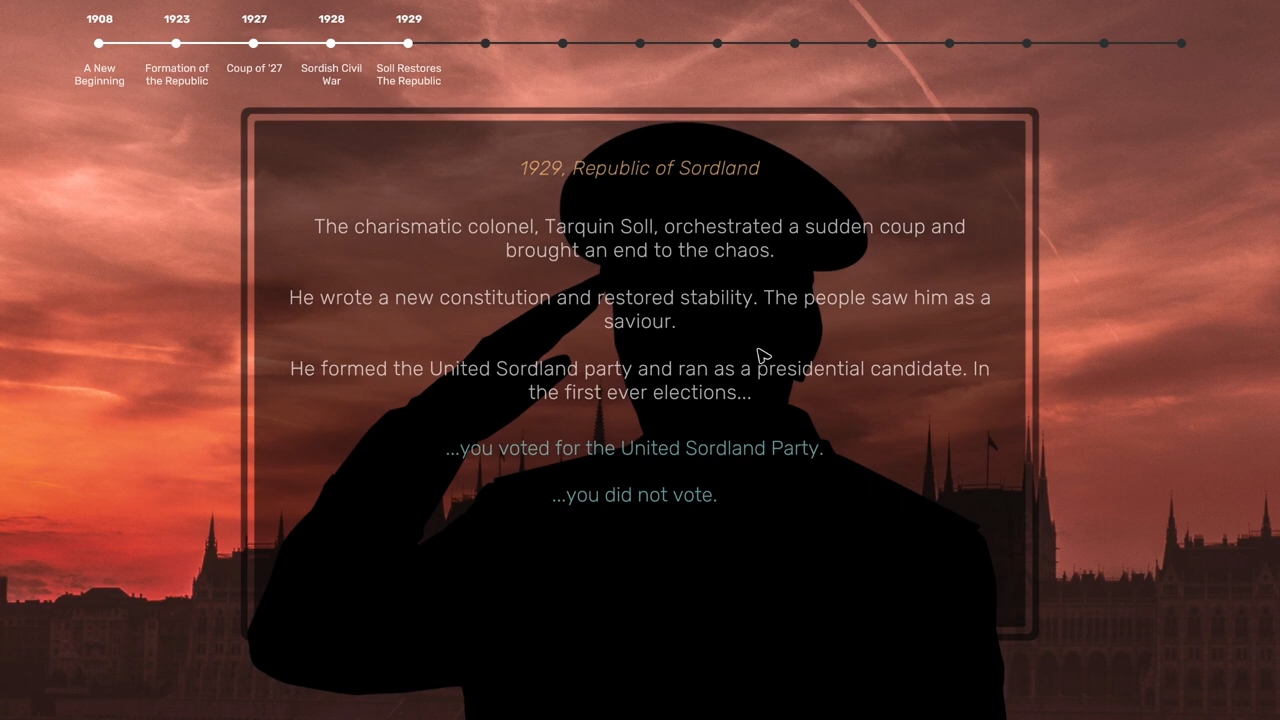 1908 1923 1927 1928 1929
A New Beginning
Formation of the Republic
Coup of '27
Sordish Civil War
Soll Restores The Republic
1929, Republic of Sordland
The charismatic colonel, Tarquin Soll, orchestrated a sudden coup and
brought an end to the chaos.
He wrote a new constitution and restored stability. The people saw him as a
saviour.
He formed the United Sordland party and ran as a presidential candidate. In
the first ever elections...
...you voted for the United Sordland Party.
...you did not vote.